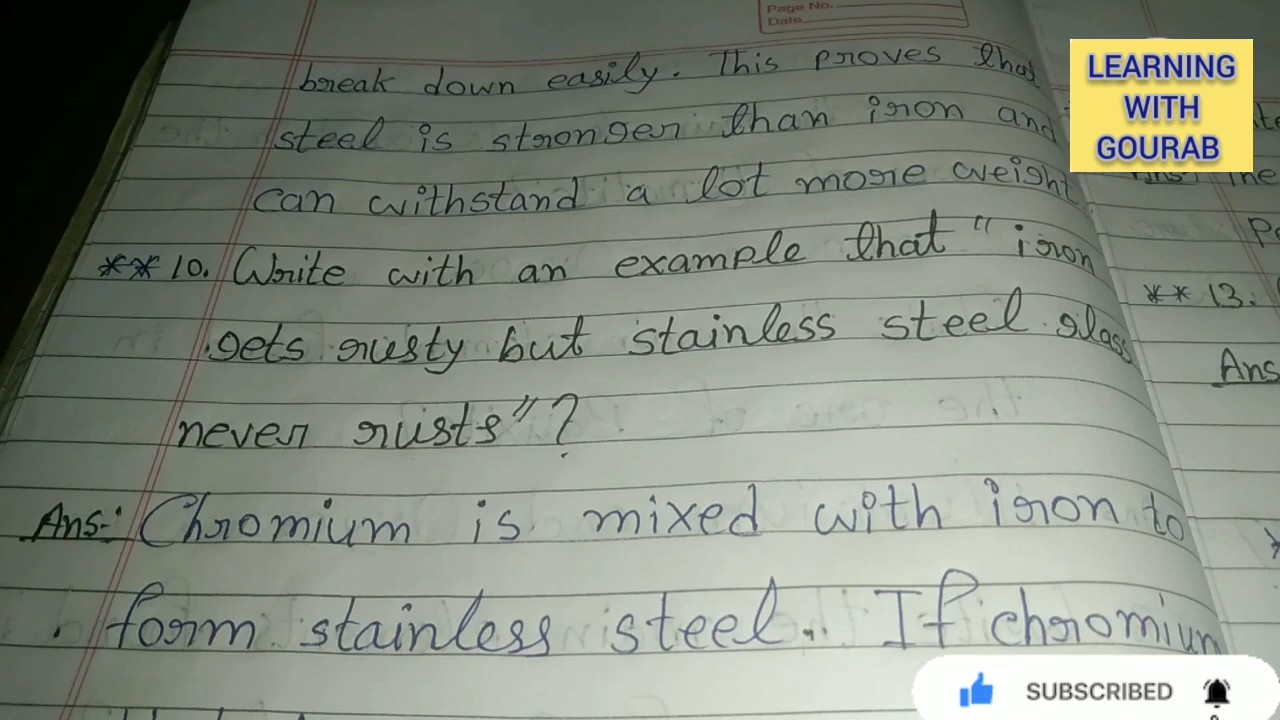 Page No.
Date
break down easily. This proves that
steel is stronger than iron and
can withstand a lot more weight
** 10. Write with an example that "iron
gets rusty but stainless steel glass
never rusts"?
Ans:- Chromium is mixed with iron to
form stainless steel. If chromium
LEARNING
WITH
GOURAB
The
** 13.
Ans
SUBSCRIBED